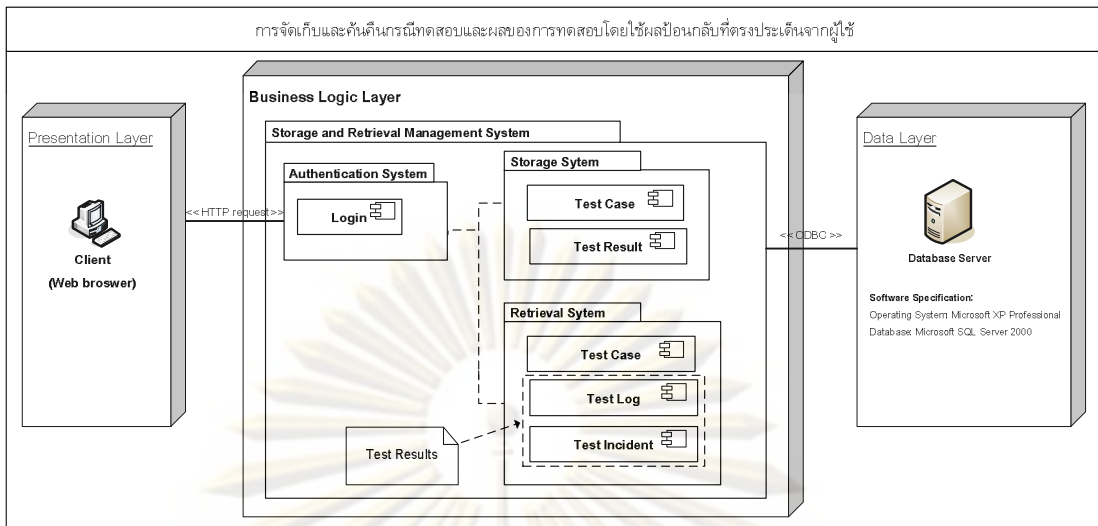 การจัดเก็บและค้นคืนกรณีทดสอบและผลของการทดสอบโดยใช้ผลป้อนกลับที่ตรงประเด็นจากผู้ใช้
Presentation Layer
Client
(Web broswer)
<< HTTP request>>
Business Logic Layer
Storage and Retrieval Management System
Authentication System
Login
Storage Sytem
Test Case
Test Result
Retrieval Sytem
Test Case
Test Log
Test Incident
Test Results
<< ODBC >>
Data Layer
Database Server
Software Specification:
Operating System: Microsoft XP Professional
Database: Microsoft SQL Server 2000